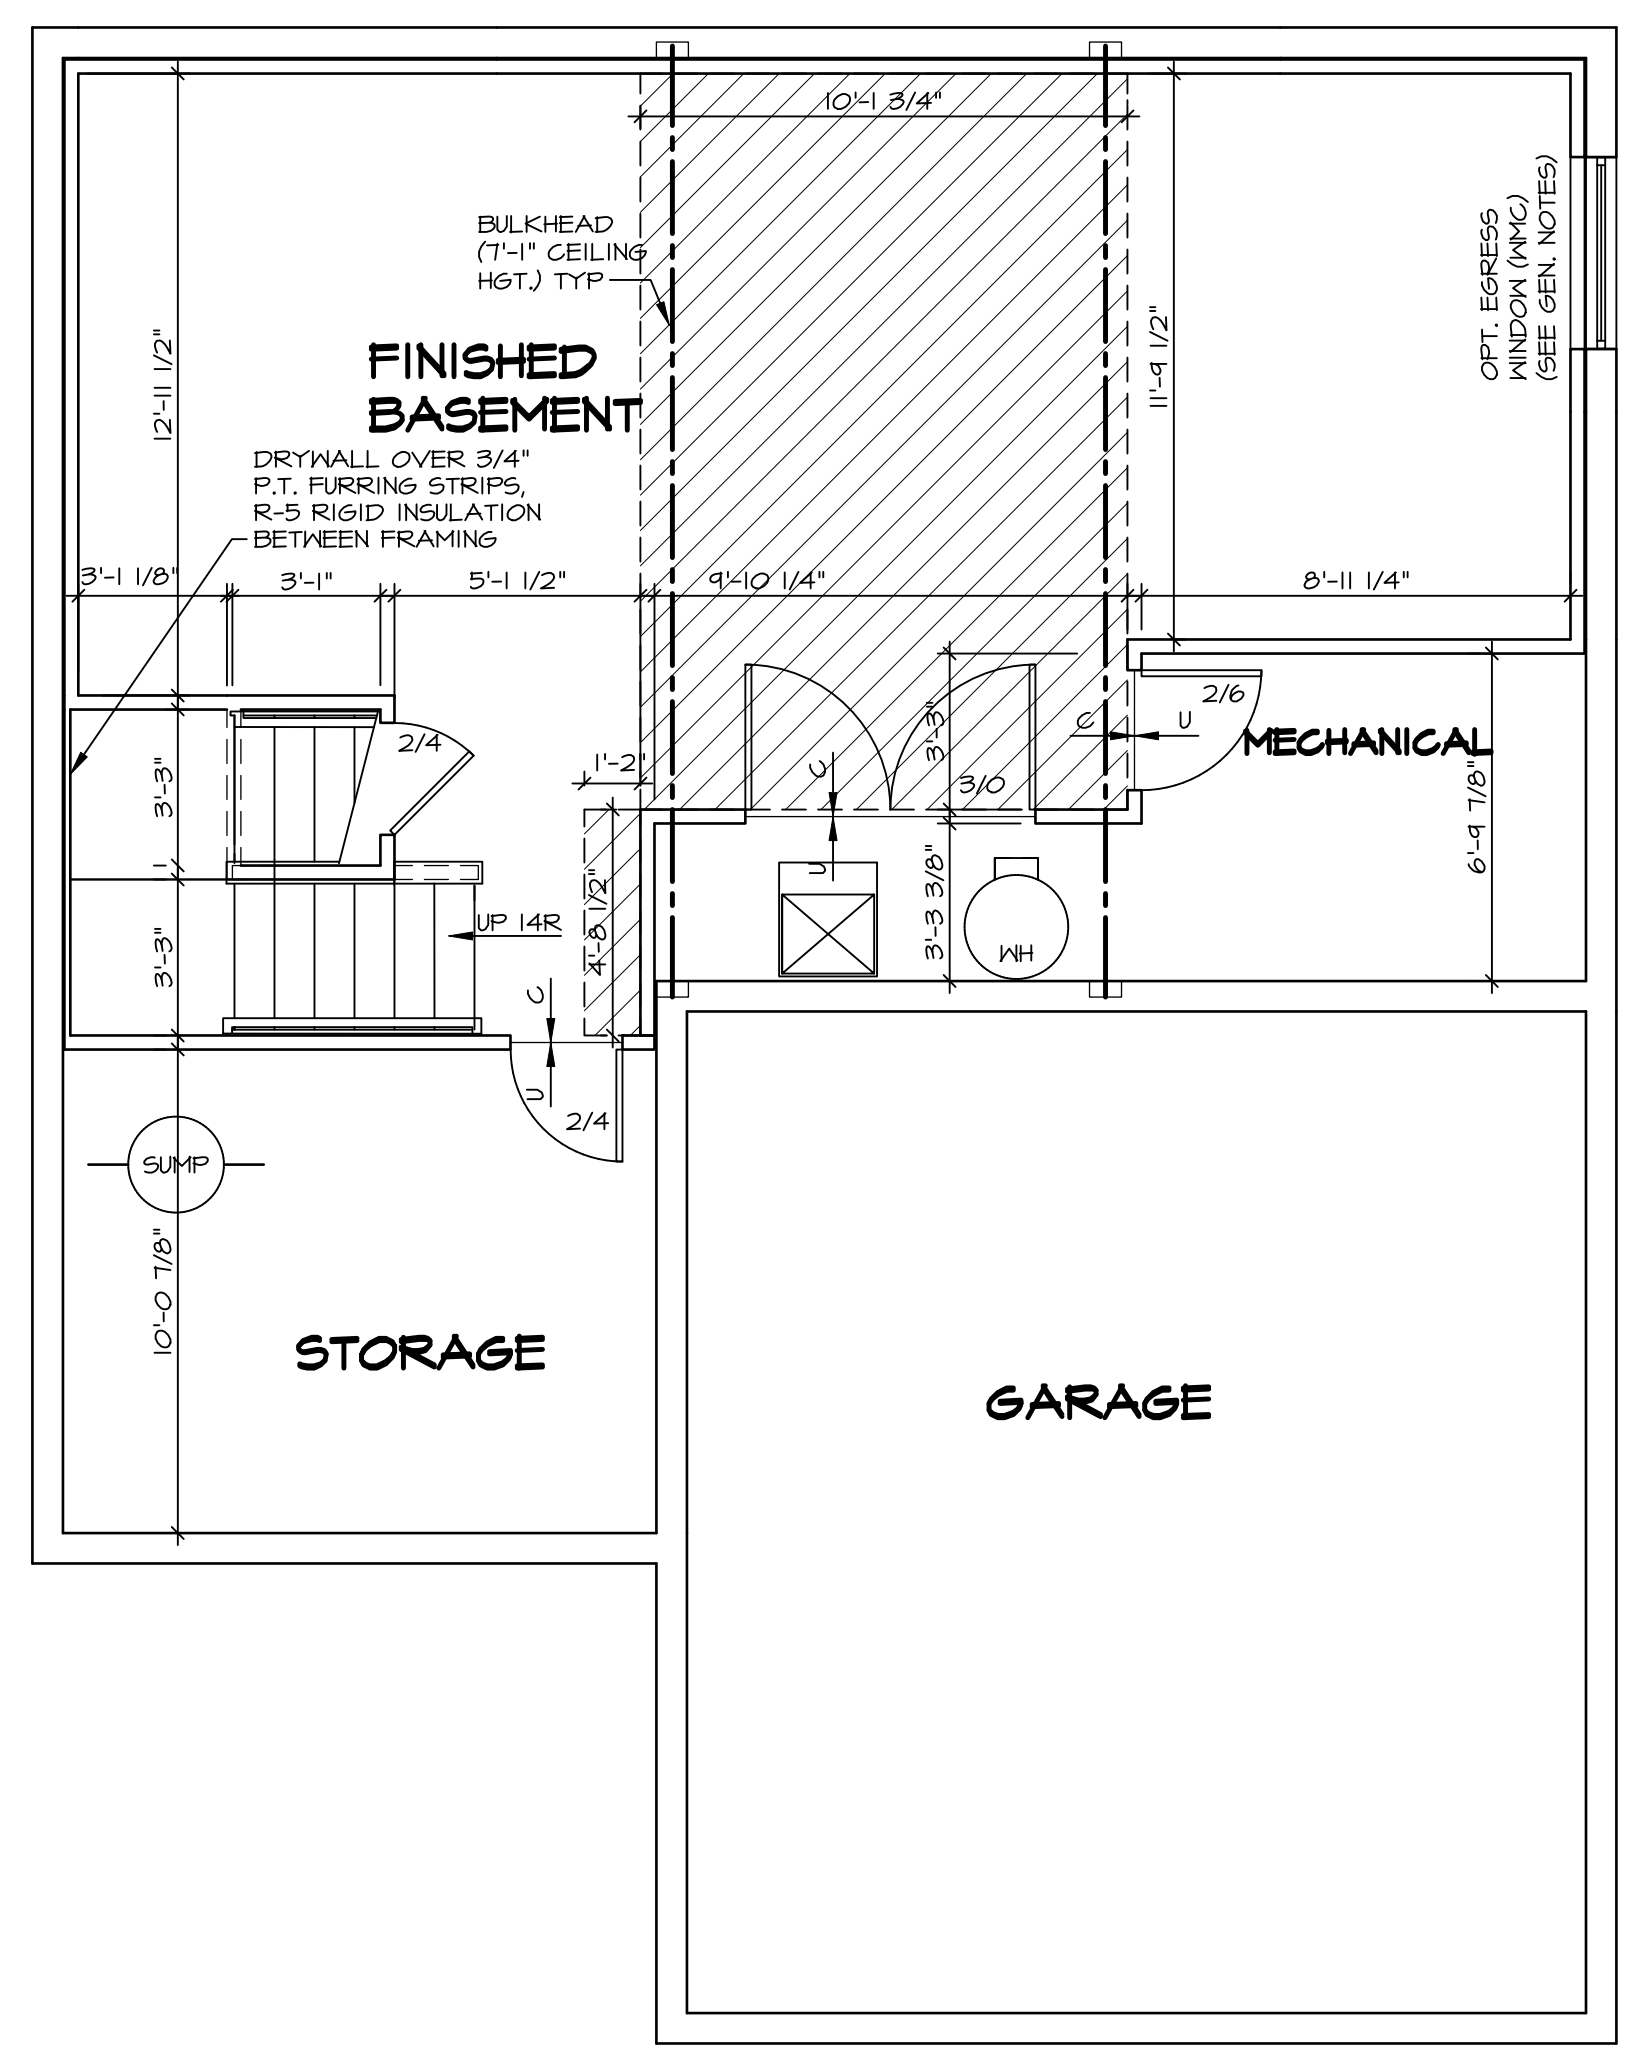 10'-1 3/4"
BULKHEAD
(7'-1" CEILING
HGT.) TYP
OPT. EGRESS
WINDOW (WMC)
(SEE GEN. NOTES)
12'-11 1/2"
11'-9 1/2"
FINISHED
BASEMENT
DRYWALL OVER 3/4"
P.T. FURRING STRIPS,
R-5 RIGID INSULATION
BETWEEN FRAMING
3'-1 1/8"
3'-1"
5'-1 1/2"
9'-10 1/4"
8'-11 1/4"
2/6
C
U
MECHANICAL
2/4
3'-3"
1'-2"
C
3'-3"
3/0
6'-9 7/8"
U
3'-3 3/8"
WH
4'-8 1/2"
UP 14R
3'-3"
C
U
2/4
SUMP
10'-0 7/8"
STORAGE
GARAGE